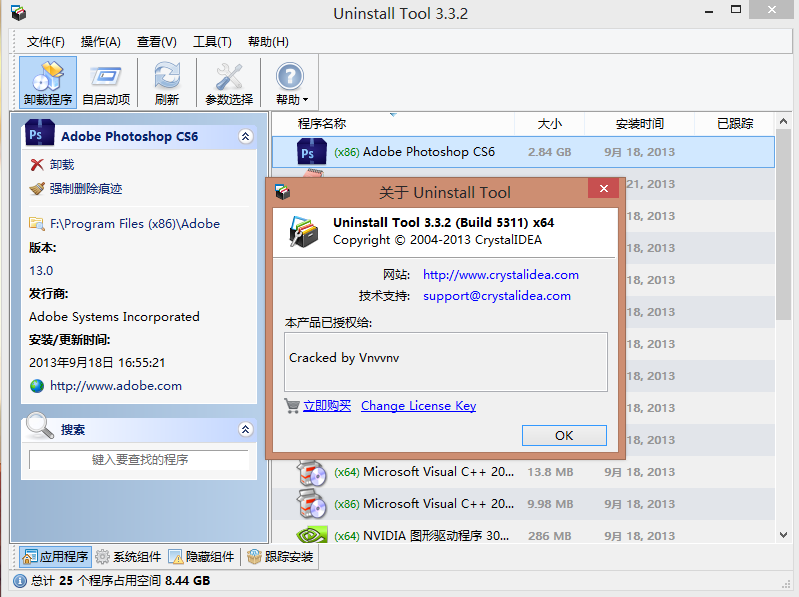 Uninstall Tool 3.3.2
文件(F) 操作(A) 查看(V) 工具(T) 帮助(H)
卸载程序 自启动项 刷新 参数选择 帮助
Ps Adobe Photoshop CS6
卸载
强制删除痕迹
F:\Program Files (x86)\Adobe
版本:
13.0
发行商:
Adobe Systems Incorporated
安装/更新时间:
2013年9月18日 16:55:21
http://www.adobe.com
搜索
键入要查找的程序
程序名称 大小 安装时间 已跟踪
Ps (x86) Adobe Photoshop CS6 2.84 GB 9月 18, 2013
21, 2013
18, 2013
18, 2013
18, 2013
18, 2013
18, 2013
18, 2013
18, 2013
18, 2013
关于 Uninstall Tool
Uninstall Tool 3.3.2 (Build 5311) x64
Copyright © 2004-2013 CrystalIDEA
网站: http://www.crystalidea.com
技术支持: support@crystalidea.com
本产品已授权给:
Cracked by Vnvvnv
立即购买 Change License Key
OK
(x64) Microsoft Visual C++ 20... 13.8 MB 9月 18, 2013
(x86) Microsoft Visual C++ 20... 9.98 MB 9月 18, 2013
(x64) NVIDIA 图形驱动程序 30... 286 MB 9月 18, 2013
应用程序 系统组件 隐藏组件 跟踪安装
总计 25 个程序占用空间 8.44 GB